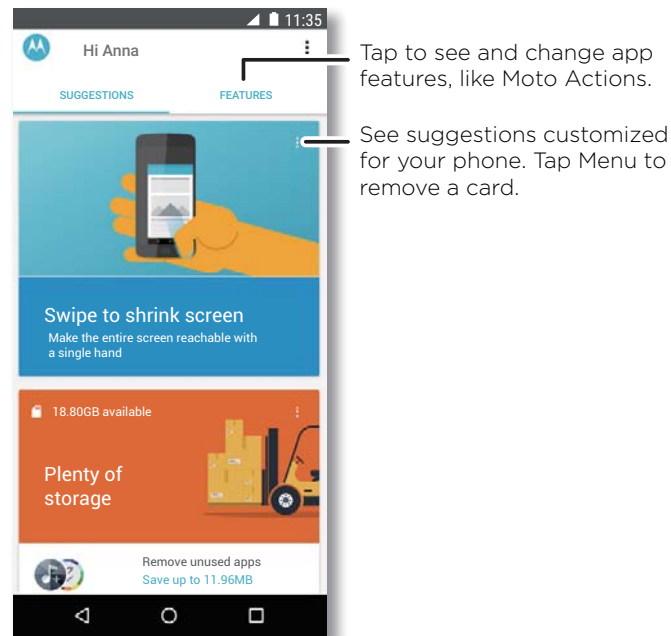 11:35
Hi Anna
SUGGESTIONS
FEATURES
Tap to see and change app
features, like Moto Actions.
See suggestions customized
for your phone. Tap Menu to
remove a card.
Swipe to shrink screen
Make the entire screen reachable with
a single hand
18.80GB available
Plenty of
storage
Remove unused apps
Save up to 11.96MB